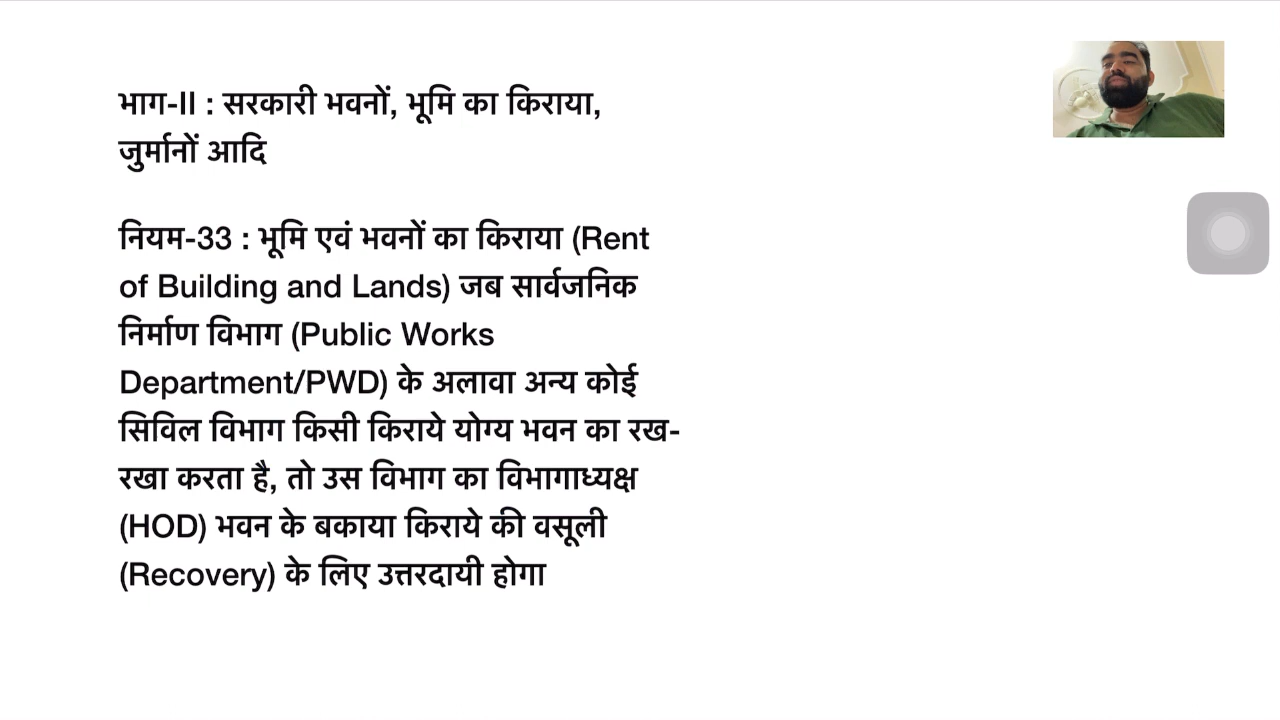 भाग-II : सरकारी भवनों, भूमि का किराया,
जुर्मानों आदि
नियम-33 : भूमि एवं भवनों का किराया (Rent
of Building and Lands) जब सार्वजनिक
निर्माण विभाग (Public Works
Department/PWD) के अलावा अन्य कोई
सिविल विभाग किसी किराये योग्य भवन का रख-
रखा करता है, तो उस विभाग का विभागाध्यक्ष
(HOD) भवन के बकाया किराये की वसूली
(Recovery) के लिए उत्तरदायी होगा